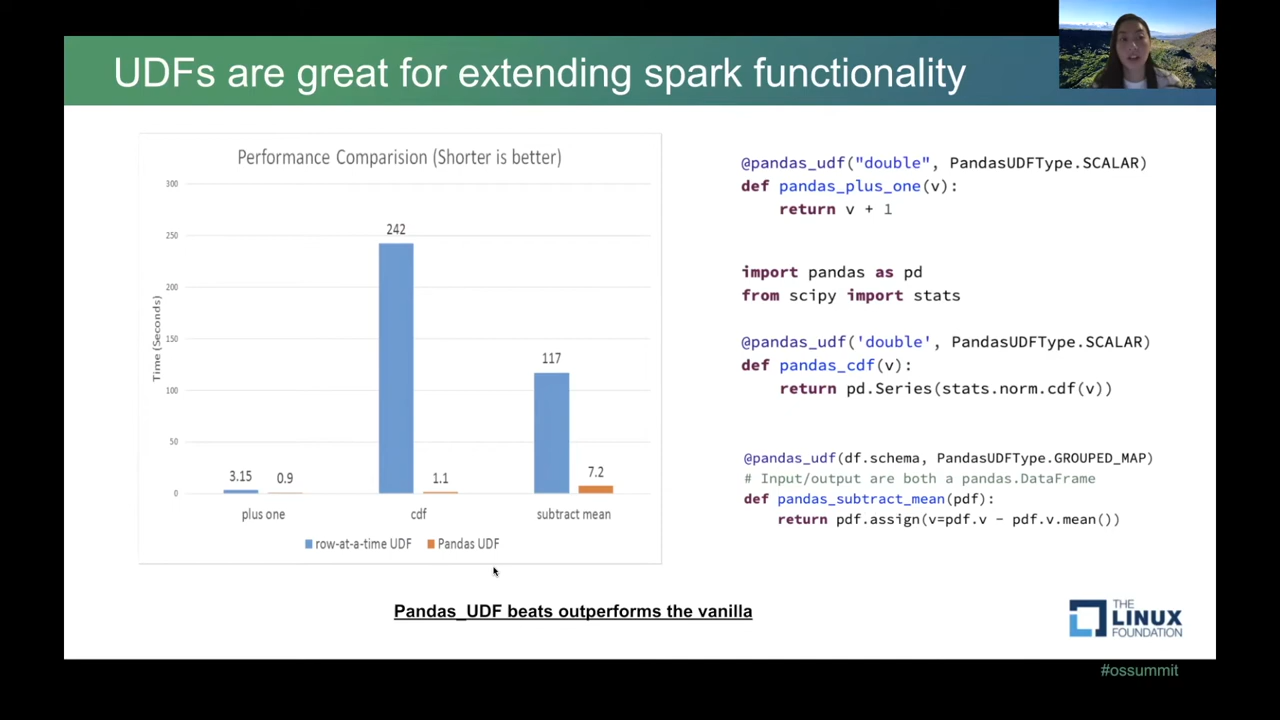 UDFs are great for extending spark functionality
Performance Comparision (Shorter is better)
300
250
200
150
100
50
0
Time (Seconds)
3.15
0.9
242
1.1
117
7.2
plus one
cdf
subtract mean
row-at-a-time UDF
Pandas UDF
@pandas_udf("double", PandasUDFType.SCALAR)
def pandas_plus_one(v):
return v + 1
import pandas as pd
from scipy import stats
@pandas_udf('double', PandasUDFType.SCALAR)
def pandas_cdf(v):
return pd.Series(stats.norm.cdf(v))
@pandas_udf(df.schema, PandasUDFType.GROUPED_MAP)
# Input/output are both a pandas.DataFrame
def pandas_subtract_mean(pdf):
return pdf.assign(v=pdf.v - pdf.v.mean())
Pandas_UDF beats outperforms the vanilla
THE
LINUX
FOUNDATION
#ossummit